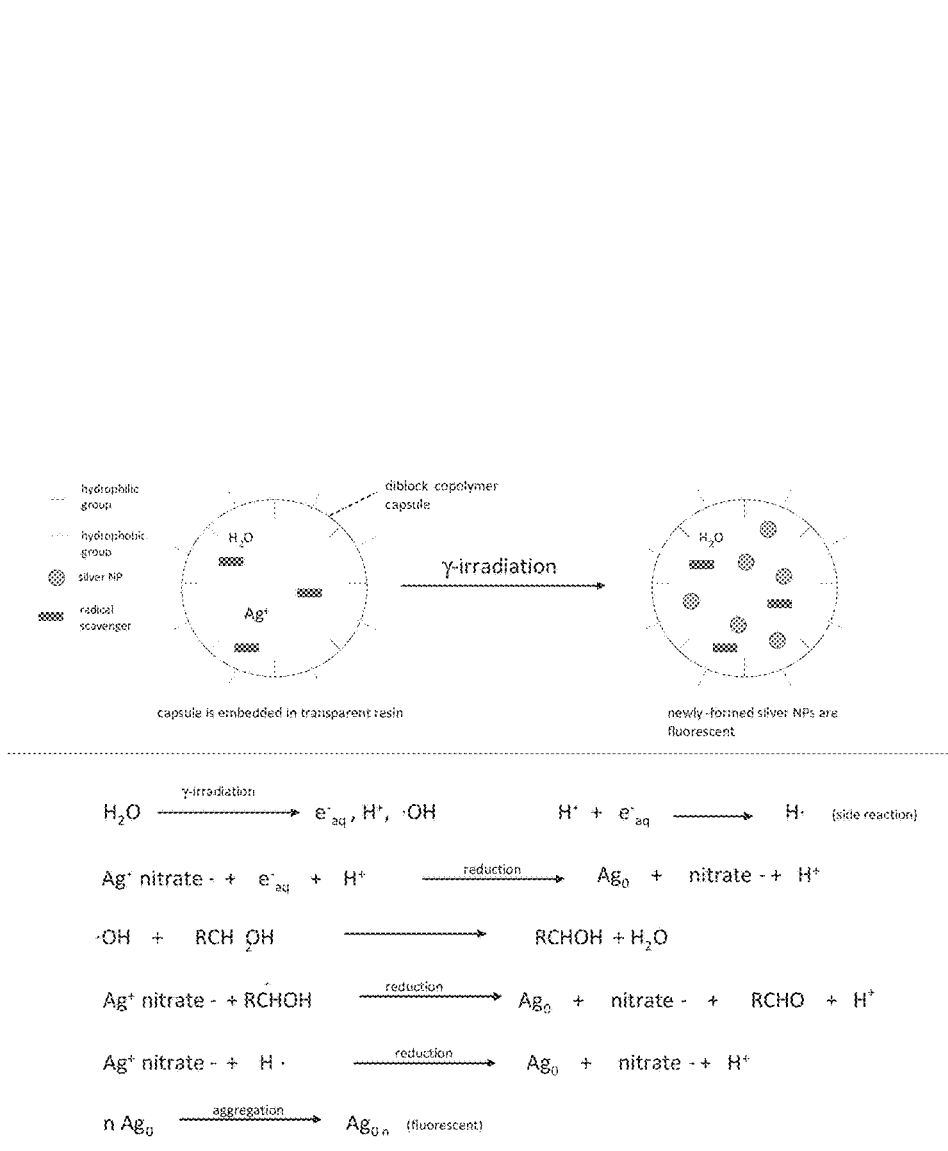 hydrophilic
group
hydrophobic
group
silver NP
radical
scavenger
diblock copolymer
capsule
H₂O
Ag⁺
γ-irradiation
H₂O
capsule is embedded in transparent resin
newly-formed silver NPs are
fluorescent
H₂O γ-irradiation e⁻aq, H⁺, ·OH H⁺ + e⁻aq H· (side reaction)
Ag⁺ nitrate - + e⁻aq + H⁺ reduction Ag₀ + nitrate - + H⁺
·OH + RCH₂OH RCHOH + H₂O
Ag⁺ nitrate - + RĊHOH reduction Ag₀ + nitrate - + RCHO + H⁺
Ag⁺ nitrate - + H · reduction Ag₀ + nitrate - + H⁺
n Ag₀ aggregation Ag₀ₙ (fluorescent)